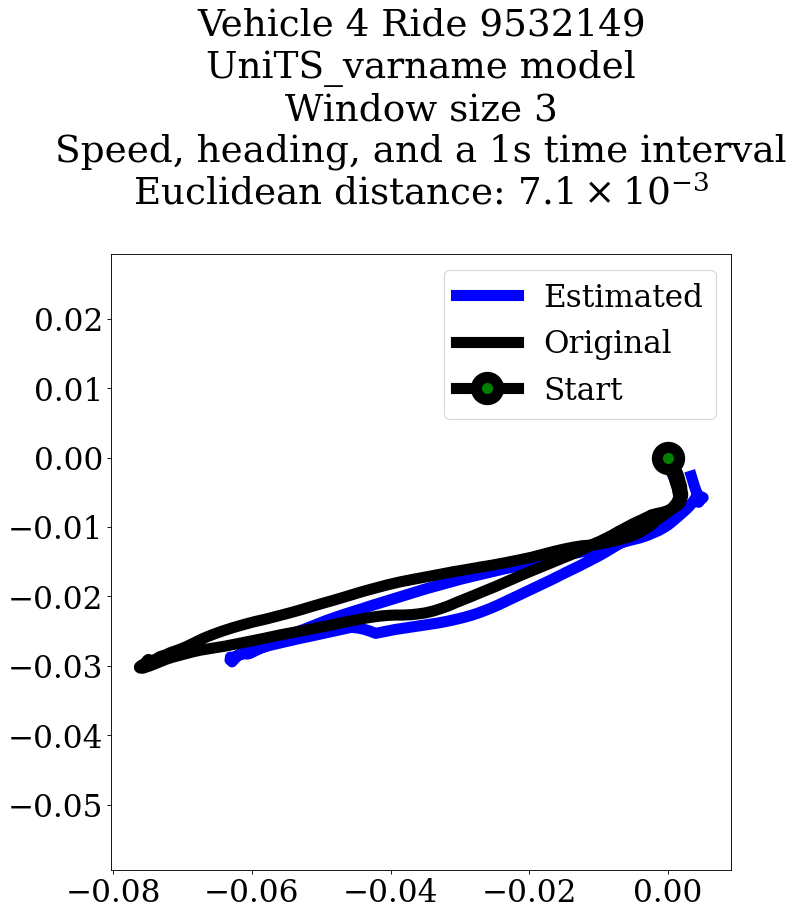 Vehicle 4 Ride 9532149
UniTS_varname model
Window size 3
Speed, heading, and a 1s time interval
Euclidean distance: 7.1 × 10⁻³
Estimated
Original
Start
0.02
0.01
0.00
−0.01
−0.02
−0.03
−0.04
−0.05
−0.08 −0.06 −0.04 −0.02 0.00